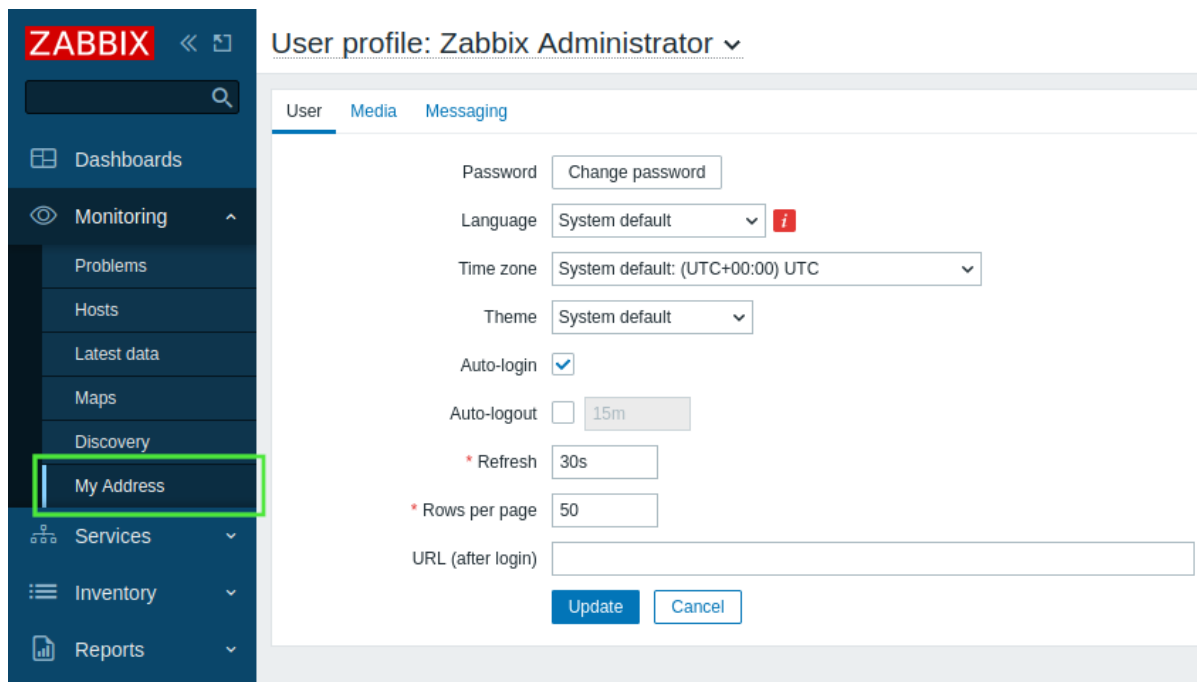 ZABBIX
Dashboards
Monitoring
Problems
Hosts
Latest data
Maps
Discovery
My Address
Services
Inventory
Reports
User profile: Zabbix Administrator
User Media Messaging
Password Change password
Language System default i
Time zone System default: (UTC+00:00) UTC
Theme System default
Auto-login
Auto-logout 15m
* Refresh 30s
* Rows per page 50
URL (after login)
Update Cancel